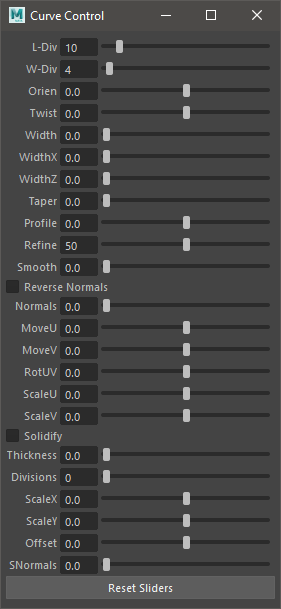 Curve Control
L-Div 10
W-Div 4
Orien 0.0
Twist 0.0
Width 0.0
WidthX 0.0
WidthZ 0.0
Taper 0.0
Profile 0.0
Refine 50
Smooth 0.0
Reverse Normals
Normals 0.0
MoveU 0.0
MoveV 0.0
RotUV 0.0
ScaleU 0.0
ScaleV 0.0
Solidify
Thickness 0.0
Divisions 0
ScaleX 0.0
ScaleY 0.0
Offset 0.0
SNormals 0.0
Reset Sliders